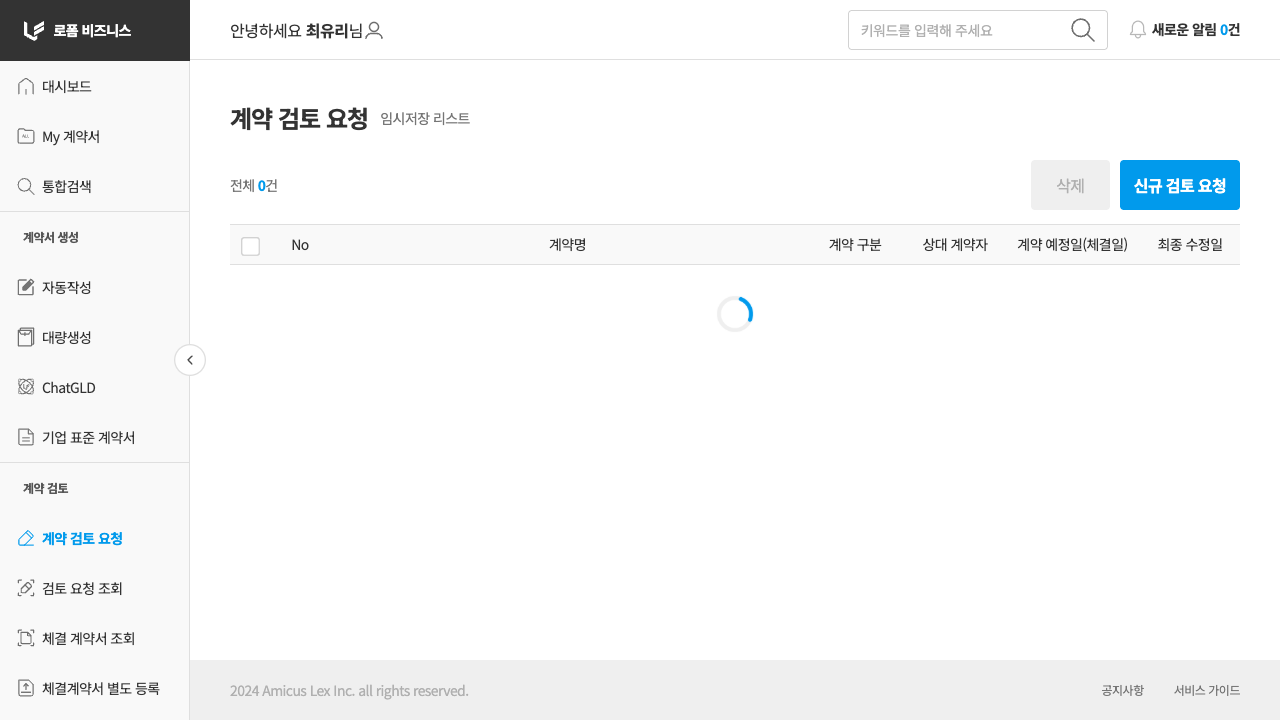 로폼 비즈니스
안녕하세요 최유리님
키워드를 입력해 주세요
새로운 알림 0건
대시보드
My 계약서
통합검색
계약서 생성
자동작성
대량생성
ChatGLD
기업 표준 계약서
계약 검토
계약 검토 요청
검토 요청 조회
체결 계약서 조회
체결계약서 별도 등록
계약 검토 요청 임시저장 리스트
전체 0건
삭제
신규 검토 요청
No 계약명 계약 구분 상대 계약자 계약 예정일(체결일) 최종 수정일
2024 Amicus Lex Inc. all rights reserved.
공지사항 서비스 가이드